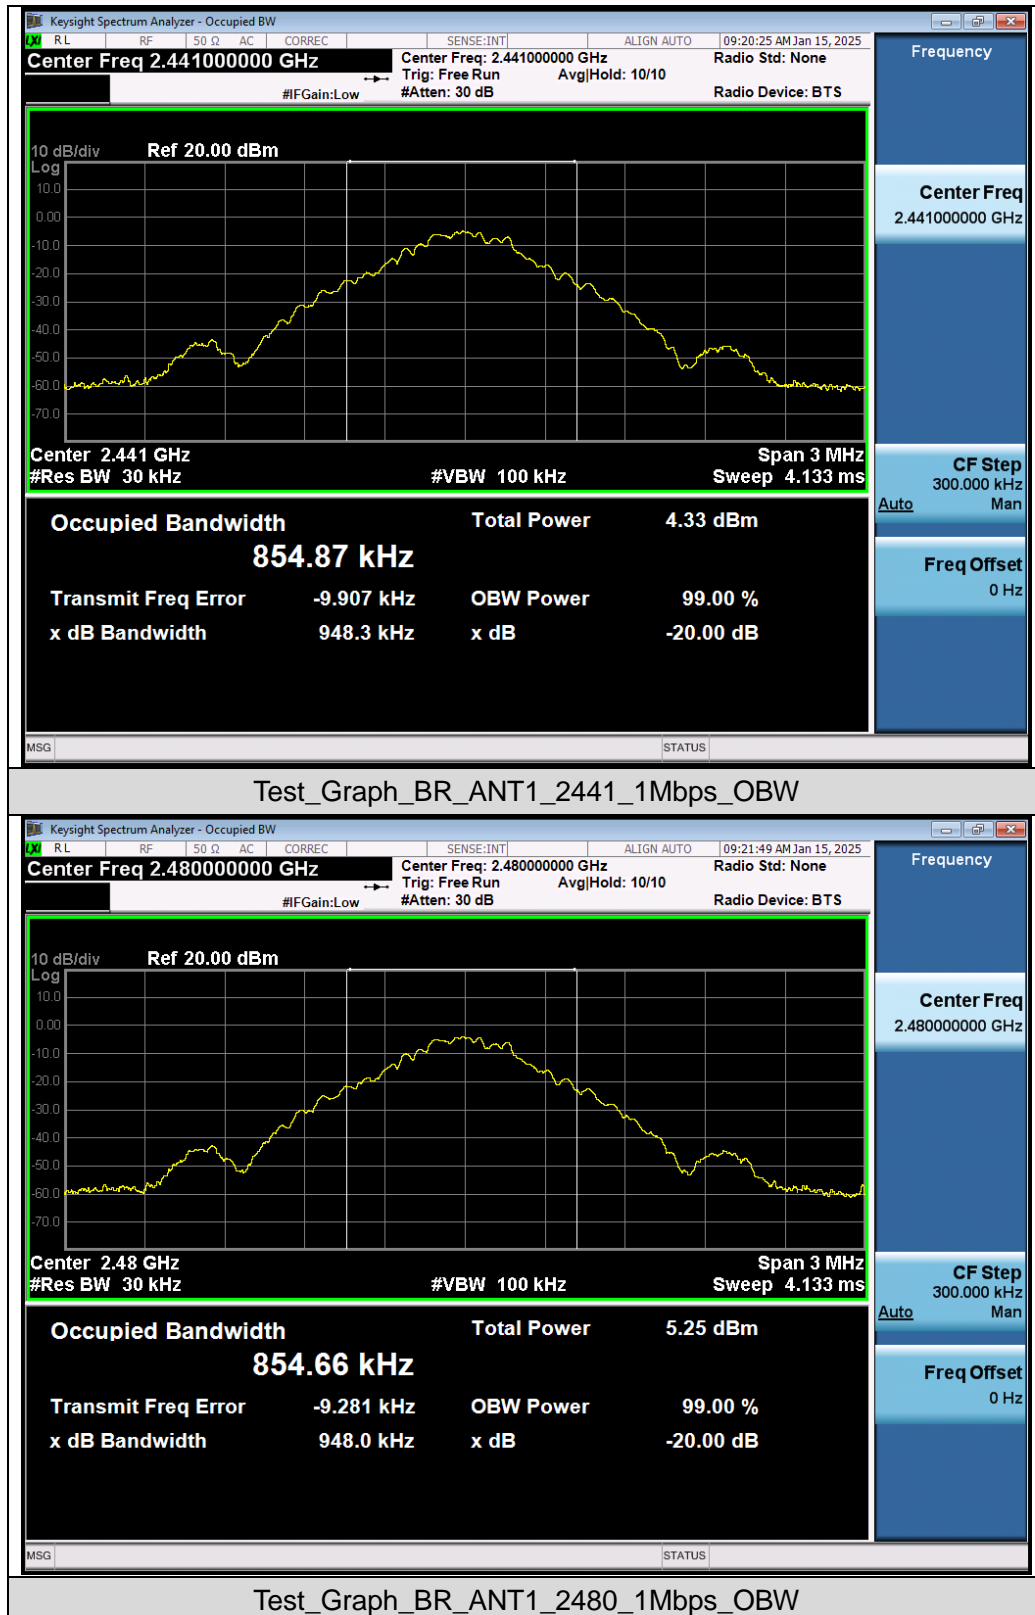 Keysight Spectrum Analyzer - Occupied BW
LXI RL RF 50 Ω AC CORREC SENSE:INT ALIGN AUTO 09:20:25 AM Jan 15, 2025
Center Freq 2.441000000 GHz Center Freq: 2.441000000 GHz Radio Std: None Frequency
Trig: Free Run Avg|Hold: 10/10
#IFGain:Low #Atten: 30 dB Radio Device: BTS
10 dB/div Ref 20.00 dBm
Log
10.0
0.00
-10.0
-20.0
-30.0
-40.0
-50.0
-60.0
-70.0
Center Freq
2.441000000 GHz
Center 2.441 GHz Span 3 MHz
#Res BW 30 kHz #VBW 100 kHz Sweep 4.133 ms
CF Step
300.000 kHz
Auto Man
Occupied Bandwidth Total Power 4.33 dBm
854.87 kHz
Freq Offset
0 Hz
Transmit Freq Error -9.907 kHz OBW Power 99.00 %
x dB Bandwidth 948.3 kHz x dB -20.00 dB
MSG STATUS
Test_Graph_BR_ANT1_2441_1Mbps_OBW
Keysight Spectrum Analyzer - Occupied BW
LXI RL RF 50 Ω AC CORREC SENSE:INT ALIGN AUTO 09:21:49 AM Jan 15, 2025
Center Freq 2.480000000 GHz Center Freq: 2.480000000 GHz Radio Std: None Frequency
Trig: Free Run Avg|Hold: 10/10
#IFGain:Low #Atten: 30 dB Radio Device: BTS
10 dB/div Ref 20.00 dBm
Log
10.0
0.00
-10.0
-20.0
-30.0
-40.0
-50.0
-60.0
-70.0
Center Freq
2.480000000 GHz
Center 2.48 GHz Span 3 MHz
#Res BW 30 kHz #VBW 100 kHz Sweep 4.133 ms
CF Step
300.000 kHz
Auto Man
Occupied Bandwidth Total Power 5.25 dBm
854.66 kHz
Freq Offset
0 Hz
Transmit Freq Error -9.281 kHz OBW Power 99.00 %
x dB Bandwidth 948.0 kHz x dB -20.00 dB
MSG STATUS
Test_Graph_BR_ANT1_2480_1Mbps_OBW